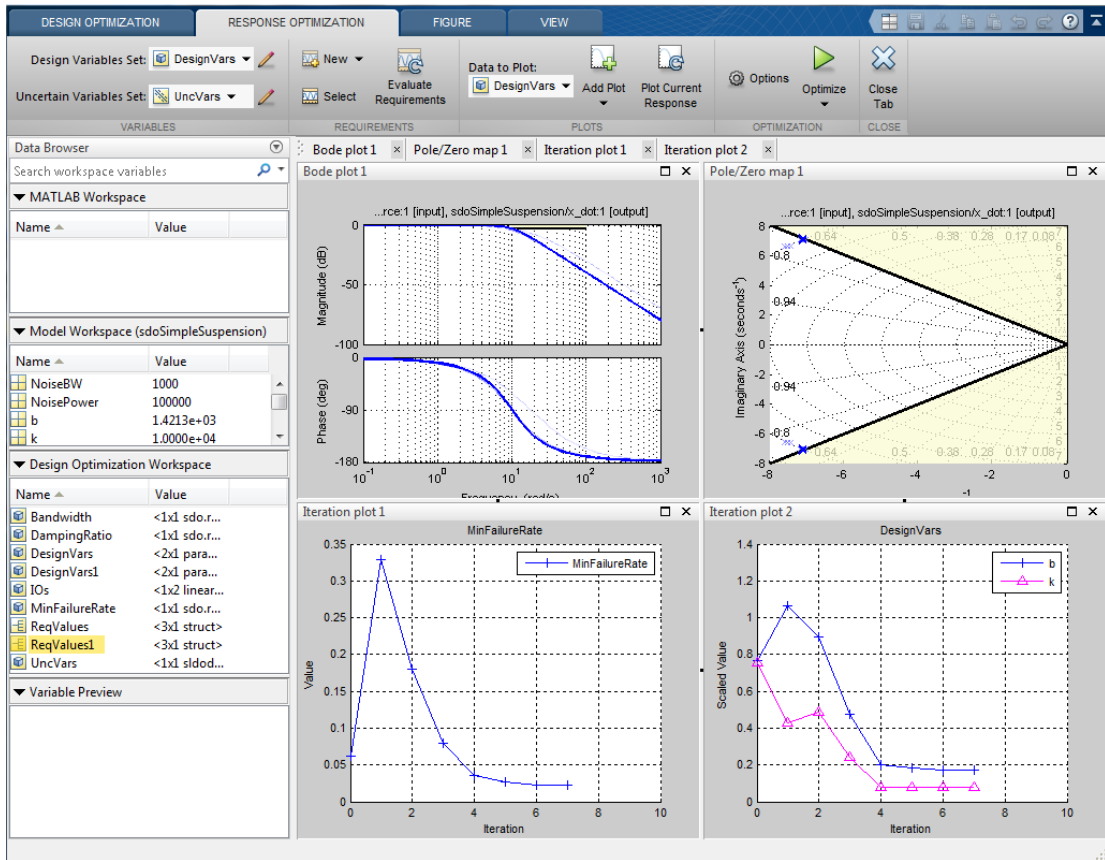 DESIGN OPTIMIZATION RESPONSE OPTIMIZATION FIGURE VIEW
Design Variables Set: DesignVars
Uncertain Variables Set: UncVars
VARIABLES
New
Select
Evaluate
Requirements
REQUIREMENTS
Data to Plot:
DesignVars
Add Plot
Plot Current
Response
PLOTS
Options
Optimize
OPTIMIZATION
Close
Tab
CLOSE
Data Browser
Search workspace variables
MATLAB Workspace
Name Value
Model Workspace (sdoSimpleSuspension)
Name Value
NoiseBW 1000
NoisePower 100000
b 1.4213e+03
k 1.0000e+04
Design Optimization Workspace
Name Value
Bandwidth <1x1 sdo.r...
DampingRatio <1x1 sdo.r...
DesignVars <2x1 para...
DesignVars1 <2x1 para...
IOs <1x2 linear...
MinFailureRate <1x1 sdo.r...
ReqValues <3x1 struct>
ReqValues1 <3x1 struct>
UncVars <1x1 sldod...
Variable Preview
Bode plot 1 × Pole/Zero map 1 × Iteration plot 1 × Iteration plot 2 ×
Bode plot 1
...rce:1 [input], sdoSimpleSuspension/x_dot:1 [output]
Magnitude (dB)
0
-50
-100
Phase (deg)
0
-90
-180
10^-1 10^0 10^1 10^2 10^3
Frequency (rad/s)
Pole/Zero map 1
...rce:1 [input], sdoSimpleSuspension/x_dot:1 [output]
Imaginary Axis (seconds^-1)
8
6
4
2
0
-2
-4
-6
-8
0.64 0.5 0.38 0.28 0.17 0.08
0.8
0.94
0.94
0.8
0.64 0.5 0.38 0.28 0.17 0.08
-8 -6 -4 -2 0
-1
Iteration plot 1
MinFailureRate
MinFailureRate
Value
0.35
0.3
0.25
0.2
0.15
0.1
0.05
0
0 2 4 6 8 10
Iteration
Iteration plot 2
DesignVars
b
k
Scaled Value
1.4
1.2
1
0.8
0.6
0.4
0.2
0
0 2 4 6 8 10
Iteration